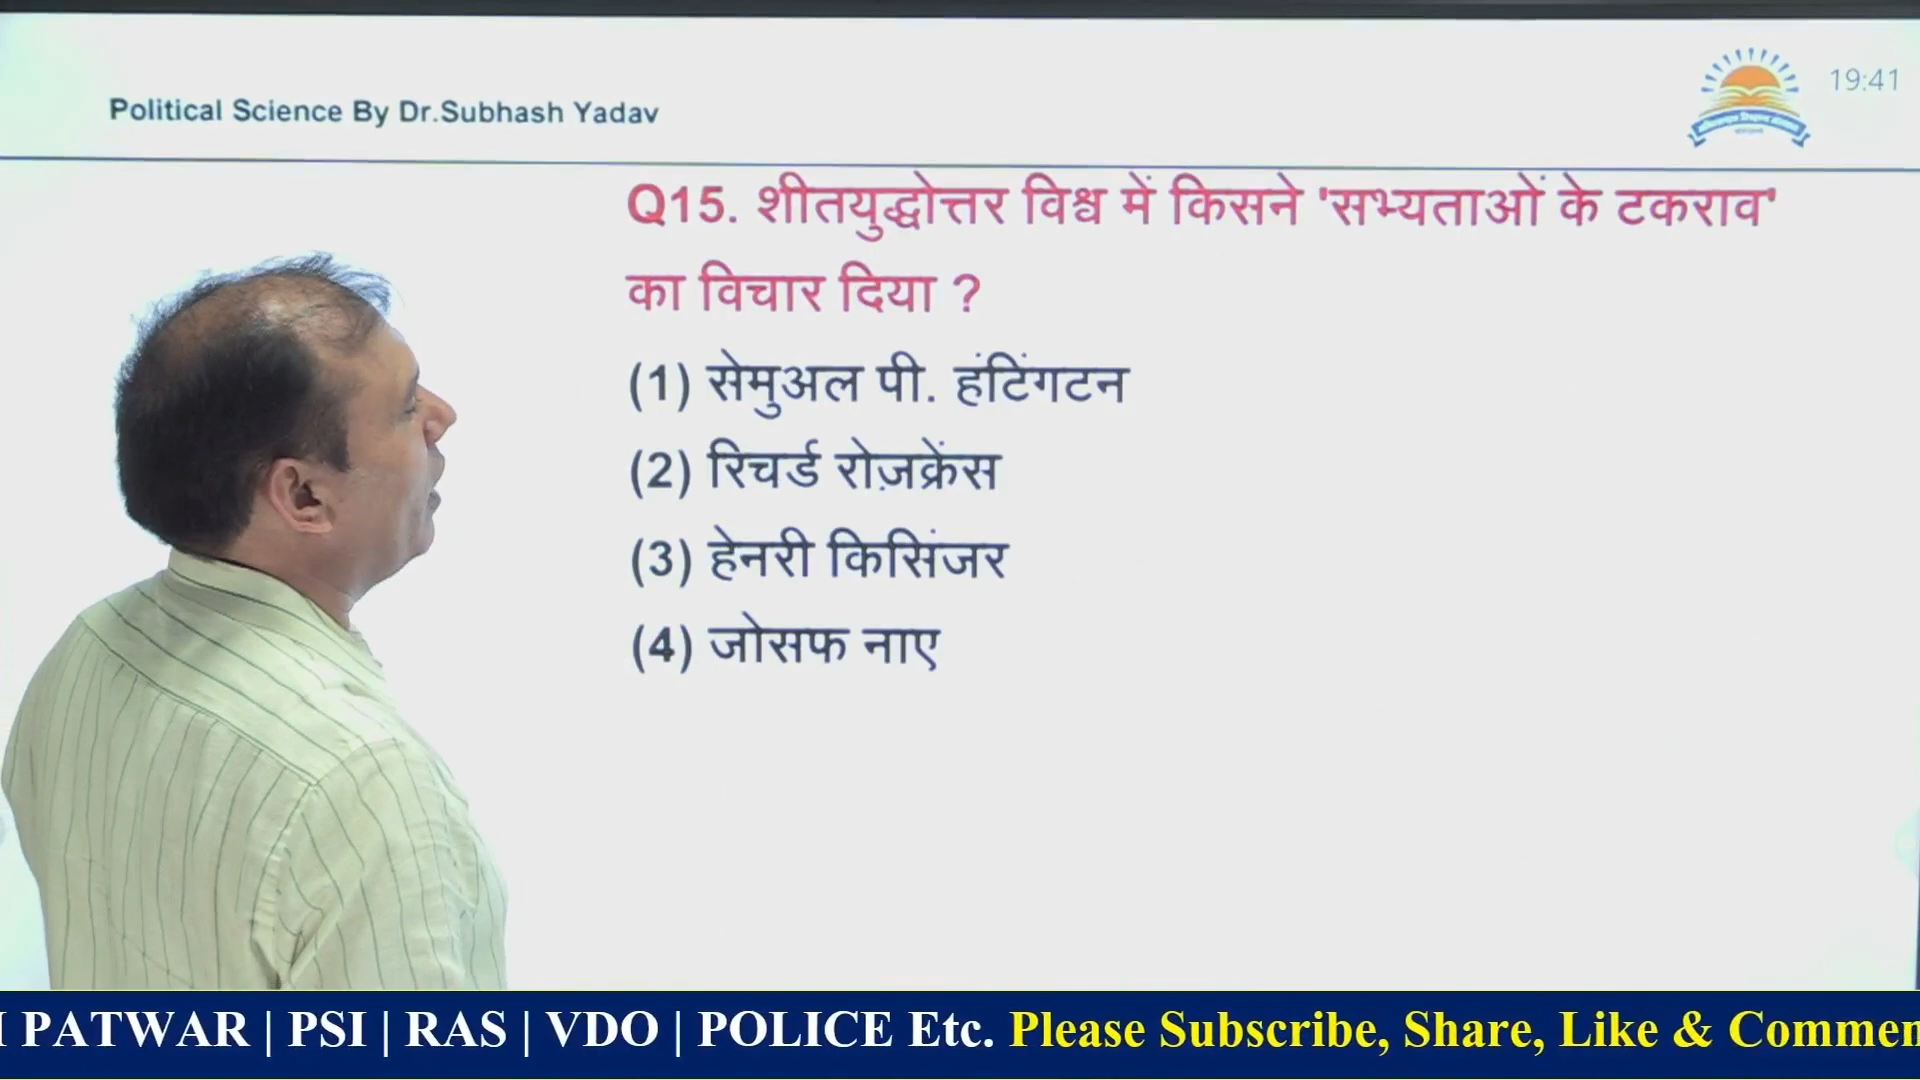 Political Science By Dr.Subhash Yadav
19:41
Q15. शीतयुद्धोत्तर विश्व में किसने 'सभ्यताओं के टकराव'
का विचार दिया ?
(1) सेमुअल पी. हंटिंगटन
(2) रिचर्ड रोज़क्रेंस
(3) हेनरी किसिंजर
(4) जोसफ नाए
PATWAR | PSI | RAS | VDO | POLICE Etc. Please Subscribe, Share, Like & Commen